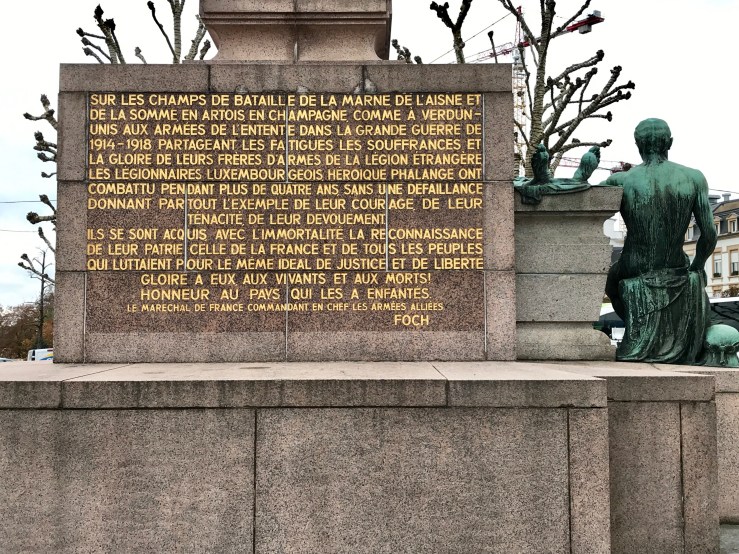 SUR LES CHAMPS DE BATAILLE DE LA MARNE DE L'AISNE ET
DE LA SOMME EN ARTOIS EN CHAMPAGNE COMME A VERDUN-
UNIS AUX ARMÉES DE L'ENTENTE DANS LA GRANDE GUERRE DE
1914-1918 PARTAGEANT LES FATIGUES LES SOUFFRANCES ET
LA GLOIRE DE LEURS FRÈRES D'ARMES DE LA LÉGION ÉTRANGÈRE
LES LÉGIONNAIRES LUXEMBOURGEOIS HÉROÏQUE PHALANGE ONT
COMBATTU PENDANT PLUS DE QUATRE ANS SANS UNE DEFAILLANCE
DONNANT PARTOUT L'EXEMPLE DE LEUR COURAGE DE LEUR
TÉNACITÉ DE LEUR DEVOUEMENT
ILS SE SONT ACQUIS AVEC L'IMMORTALITÉ LA RECONNAISSANCE
DE LEUR PATRIE CELLE DE LA FRANCE ET DE TOUS LES PEUPLES
QUI LUTTAIENT POUR LE MÊME IDEAL DE JUSTICE ET DE LIBERTÉ
GLOIRE A EUX AUX VIVANTS ET AUX MORTS!
HONNEUR AU PAYS QUI LES A ENFANTÉS.
LE MARÉCHAL DE FRANCE COMMANDANT EN CHEF LES ARMÉES ALLIÉES
FOCH